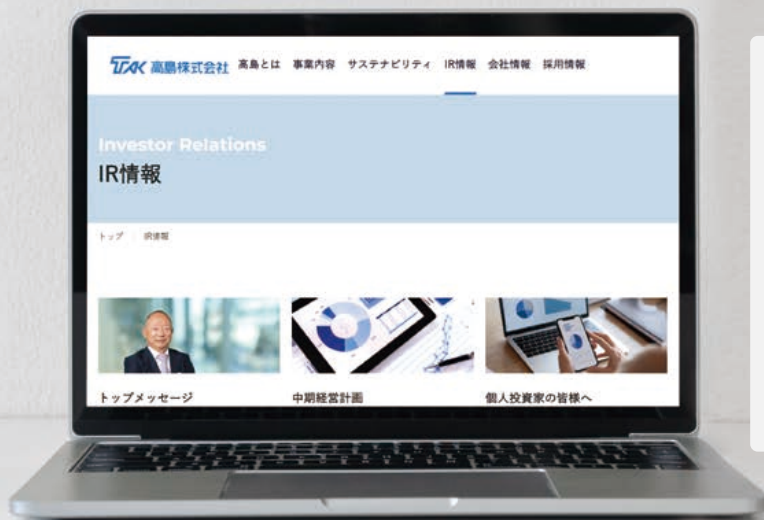 TAK 高島株式会社 高島とは 事業内容 サステナビリティ IR情報 会社情報 採用情報
Investor Relations
IR情報
トップ IR情報
トップメッセージ 中期経営計画 個人投資家の皆様へ